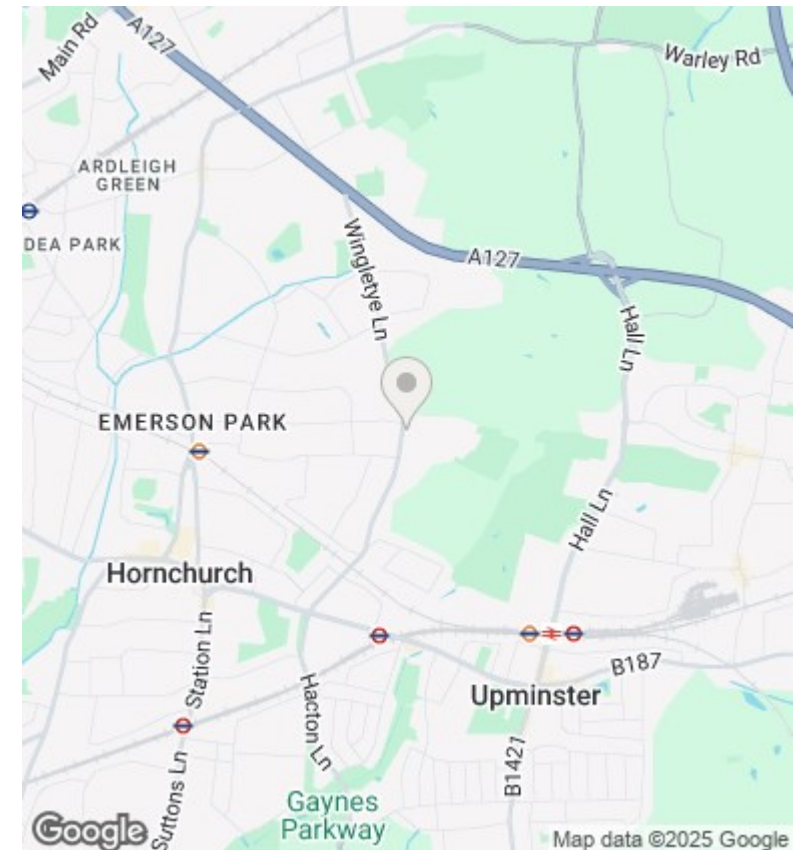 Main Rd
A127
Warley Rd
ARDLEIGH
GREEN
DEA PARK
Wingletye Ln
A127
Hall Ln
EMERSON PARK
Hall Ln
Hornchurch
Station Ln
B187
Upminster
Hacton Ln
B1421
Suttons Ln
Gaynes
Parkway
Google
Map data ©2025 Google